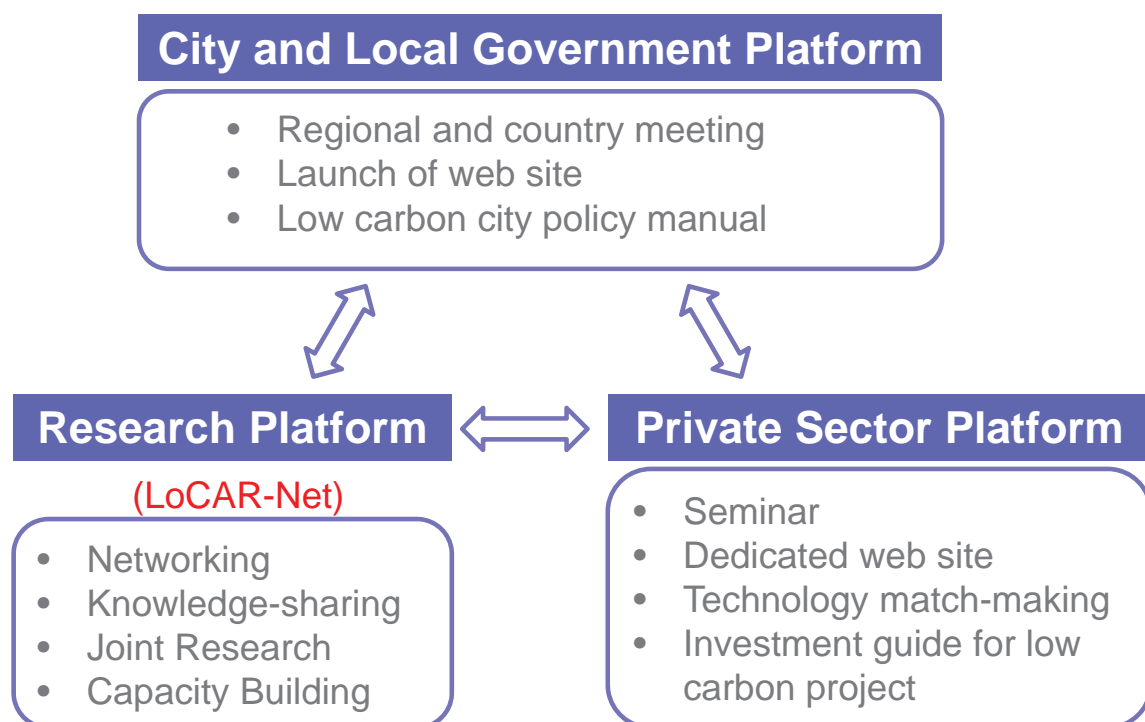 City and Local Government Platform
• Regional and country meeting
• Launch of web site
• Low carbon city policy manual
Research Platform
(LoCAR-Net)
• Networking
• Knowledge-sharing
• Joint Research
• Capacity Building
Private Sector Platform
• Seminar
• Dedicated web site
• Technology match-making
• Investment guide for low
carbon project